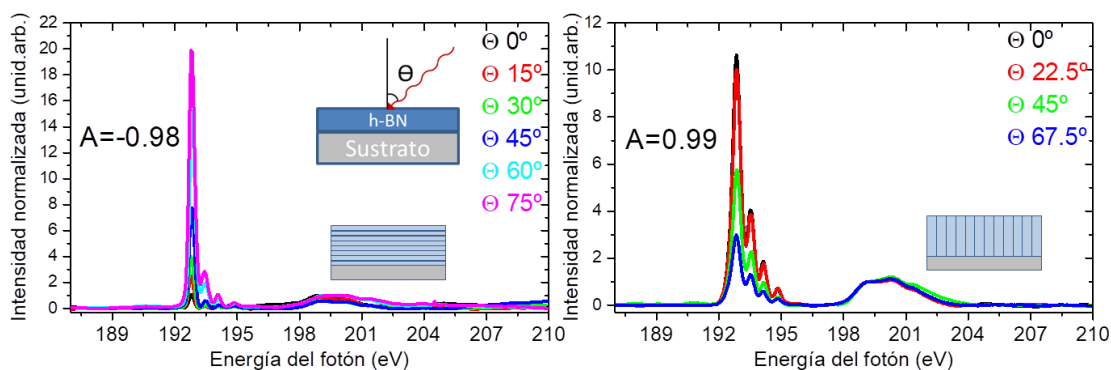 Intensidad normalizada (unid.arb.)
22
20
18
16
14
12
10
8
6
4
2
0
A=-0.98
Θ
h-BN
Sustrato
Θ 0º
Θ 15º
Θ 30º
Θ 45º
Θ 60º
Θ 75º
189 192 195 198 201 204 207 210
Energía del fotón (eV)
Intensidad normalizada (unid.arb.)
12
10
8
6
4
2
0
A=0.99
Θ 0º
Θ 22.5º
Θ 45º
Θ 67.5º
189 192 195 198 201 204 207 210
Energía del fotón (eV)